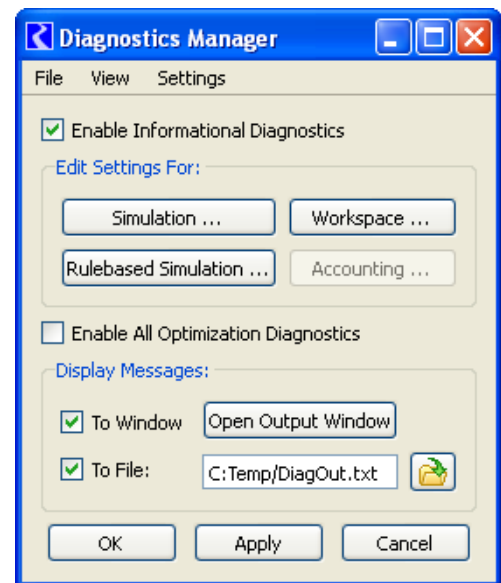 Diagnostics Manager
File View Settings
Enable Informational Diagnostics
Edit Settings For:
Simulation ... Workspace ...
Rulebased Simulation ... Accounting ...
Enable All Optimization Diagnostics
Display Messages:
To Window Open Output Window
To File: C:Temp/DiagOut.txt
OK Apply Cancel